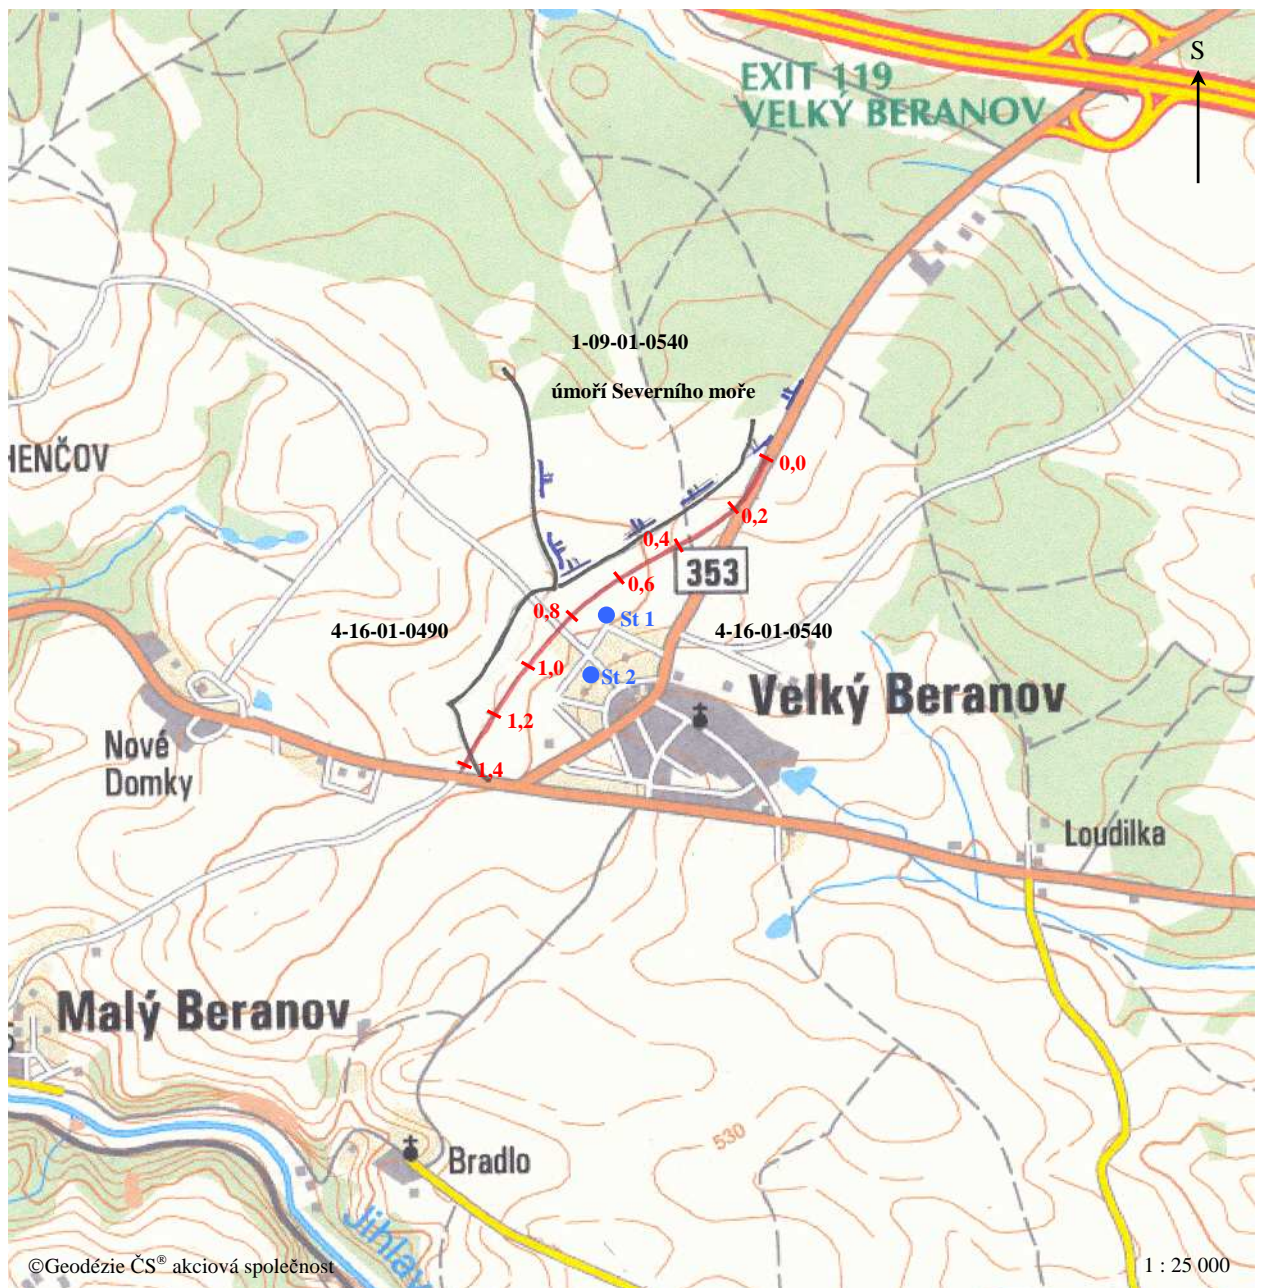 S
EXIT 119
VELKÝ BERANOV
1-09-01-0540
úmoří Severního moře
HENČOV
0,0
0,2
0,4
353
0,6
0,8
St 1
4-16-01-0490
4-16-01-0540
1,0
St 2
Velký Beranov
1,2
Nové
Domky
1,4
Loudilka
Malý Beranov
530
Bradlo
Jihlav
©Geodézie ČS® akciová společnost
1 : 25 000